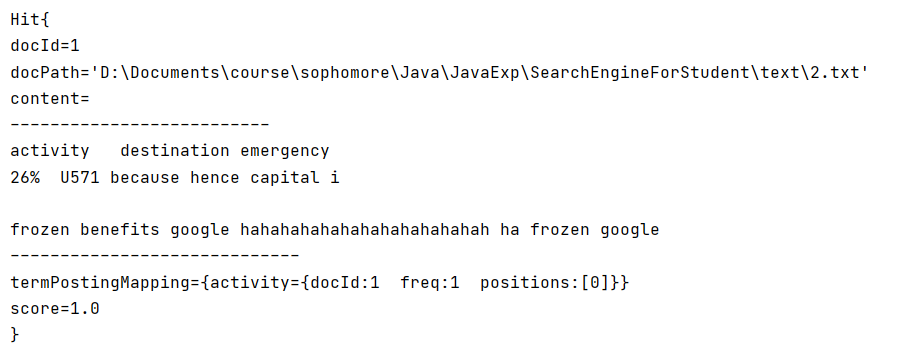 Hit{
docId=1
docPath='D:\Documents\course\sophomore\Java\JavaExp\SearchEngineForStudent\text\2.txt'
content=
--------------------------
activity   destination emergency
26%  U571 because hence capital i

frozen benefits google hahahahahahahahahahahahah ha frozen google
-----------------------------
termPostingMapping={activity={docId:1  freq:1  positions:[0]}}
score=1.0
}